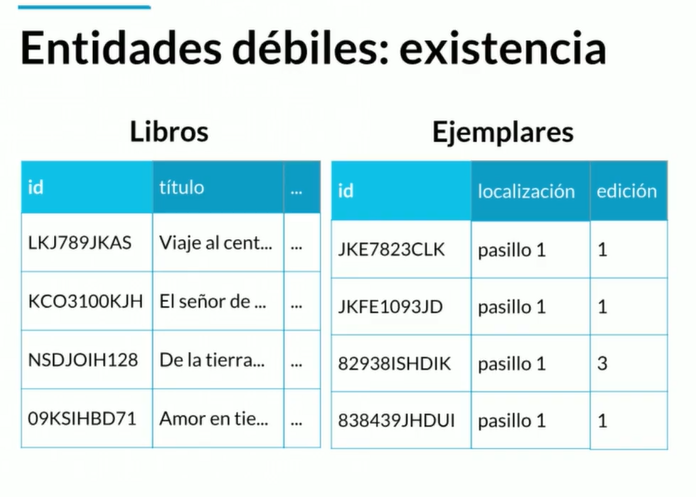 Entidades débiles: existencia
Libros
id título ...
LKJ789JKAS Viaje al cent... ...
KCO3100KJH El señor de ... ...
NSDJOIH128 De la tierra... ...
09KSIHBD71 Amor en tie... ...
Ejemplares
id localización edición
JKE7823CLK pasillo 1 1
JKFE1093JD pasillo 1 1
82938ISHDIK pasillo 1 3
838439JHDUI pasillo 1 1